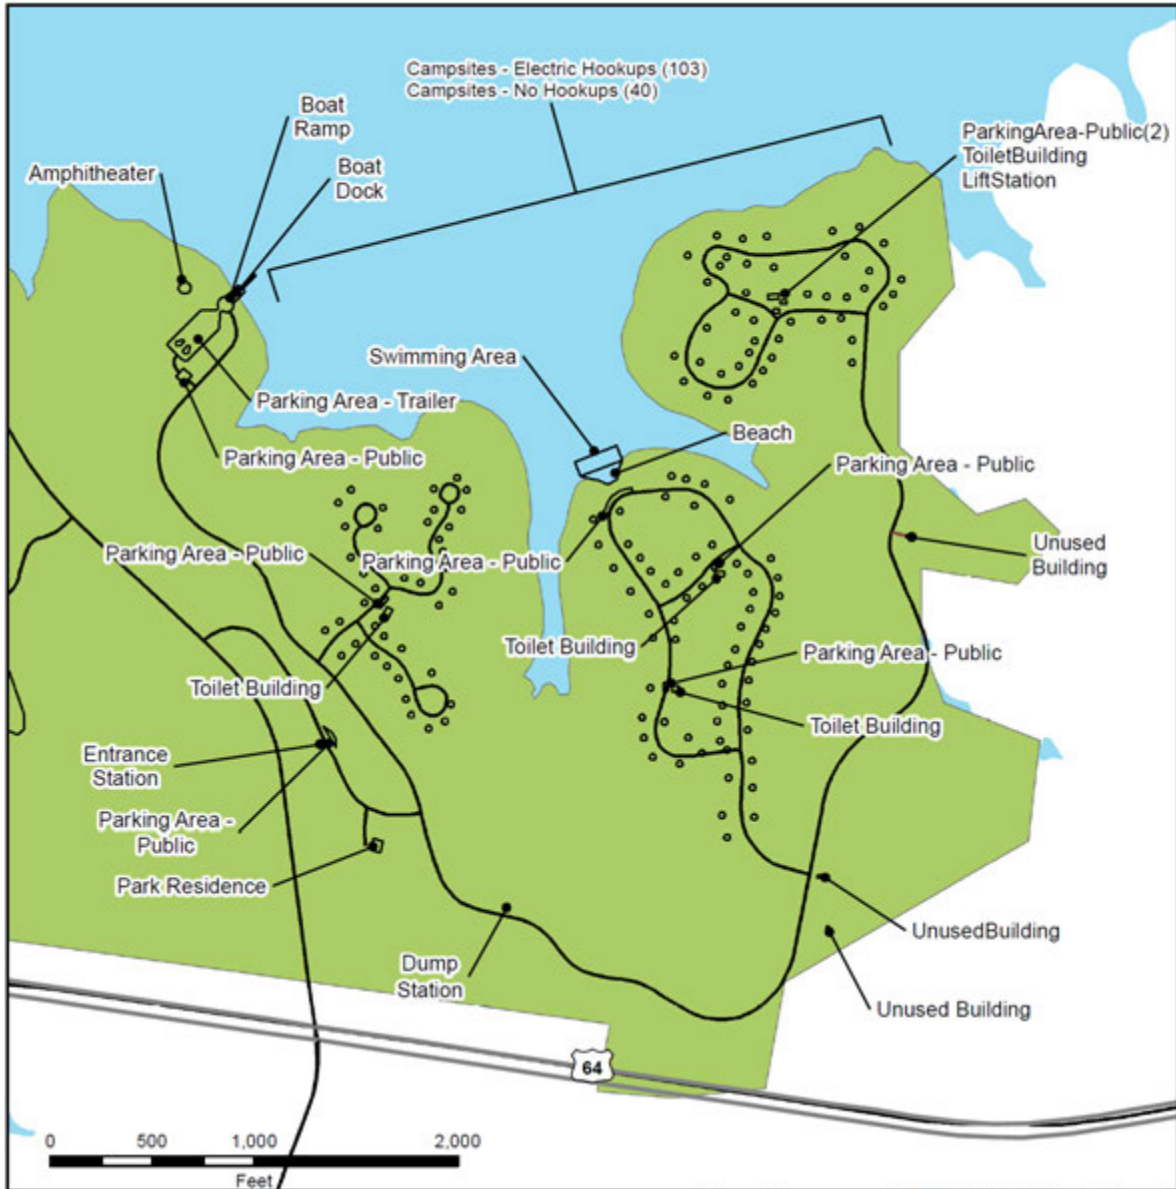 Campsites - Electric Hookups (103)
Campsites - No Hookups (40)
Boat
Ramp
ParkingArea-Public(2)
ToiletBuilding
LiftStation
Amphitheater
Boat
Dock
Swimming Area
Parking Area - Trailer
Beach
Parking Area - Public
Parking Area - Public
Parking Area - Public
Parking Area - Public
Unused
Building
Toilet Building
Parking Area - Public
Toilet Building
Toilet Building
Entrance
Station
Parking Area -
Public
Park Residence
UnusedBuilding
Dump
Station
Unused Building
64
0 500 1,000 2,000
Feet